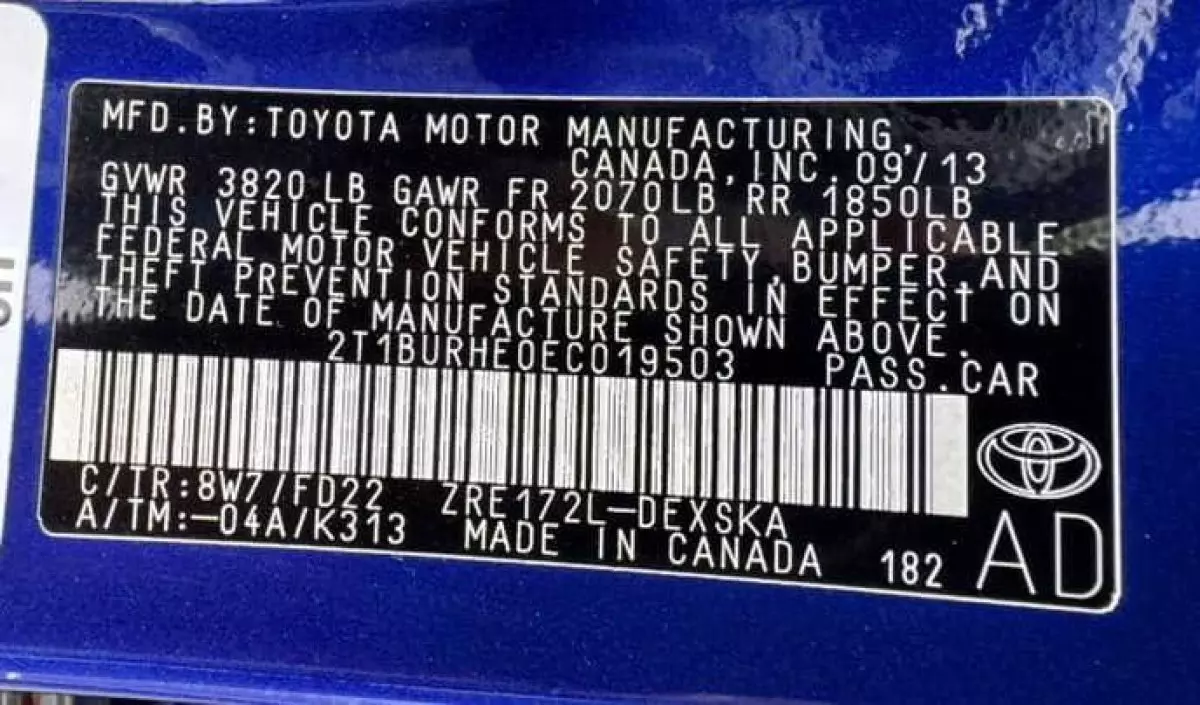 MFD.BY:TOYOTA MOTOR MANUFACTURING,
CANADA,INC. 09/13
GVWR 3820 LB GAWR FR 2070LB RR 1850LB
THIS VEHICLE CONFORMS TO ALL APPLICABLE
FEDERAL MOTOR VEHICLE SAFETY,BUMPER,AND
THEFT PREVENTION STANDARDS IN EFFECT ON
THE DATE OF MANUFACTURE SHOWN ABOVE.
2T1BURHE0EC019503 PASS.CAR
C/TR:8W7/FD22 ZRE172L-DEXSKA
A/TM:-04A/K313 MADE IN CANADA 182 AD